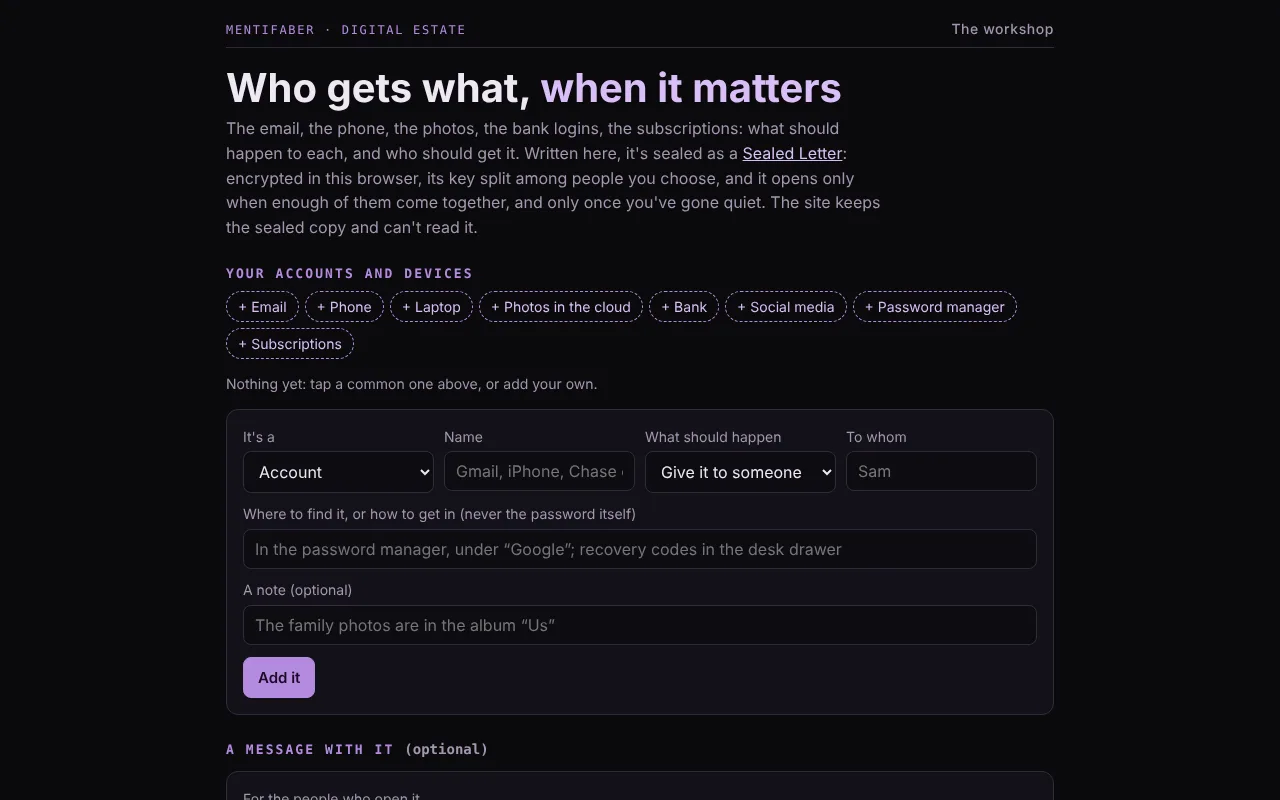 MENTIFABER · DIGITAL ESTATE
The workshop
Who gets what, when it matters
The email, the phone, the photos, the bank logins, the subscriptions: what should
happen to each, and who should get it. Written here, it's sealed as a Sealed Letter:
encrypted in this browser, its key split among people you choose, and it opens only
when enough of them come together, and only once you've gone quiet. The site keeps
the sealed copy and can't read it.
YOUR ACCOUNTS AND DEVICES
+ Email + Phone + Laptop + Photos in the cloud + Bank + Social media + Password manager
+ Subscriptions
Nothing yet: tap a common one above, or add your own.
It's a Name What should happen To whom
Account Gmail, iPhone, Chase Give it to someone Sam
Where to find it, or how to get in (never the password itself)
In the password manager, under “Google”; recovery codes in the desk drawer
A note (optional)
The family photos are in the album “Us”
Add it
A MESSAGE WITH IT (optional)
For the people who open it